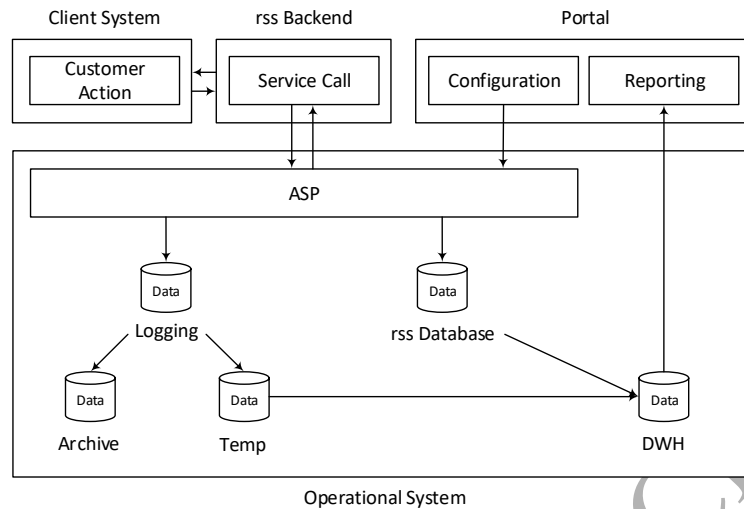 Client System
rss Backend
Portal
Customer
Action
Service Call
Configuration
Reporting
ASP
Data
Data
Logging
rss Database
Data
Data
Data
Archive
Temp
DWH
Operational System